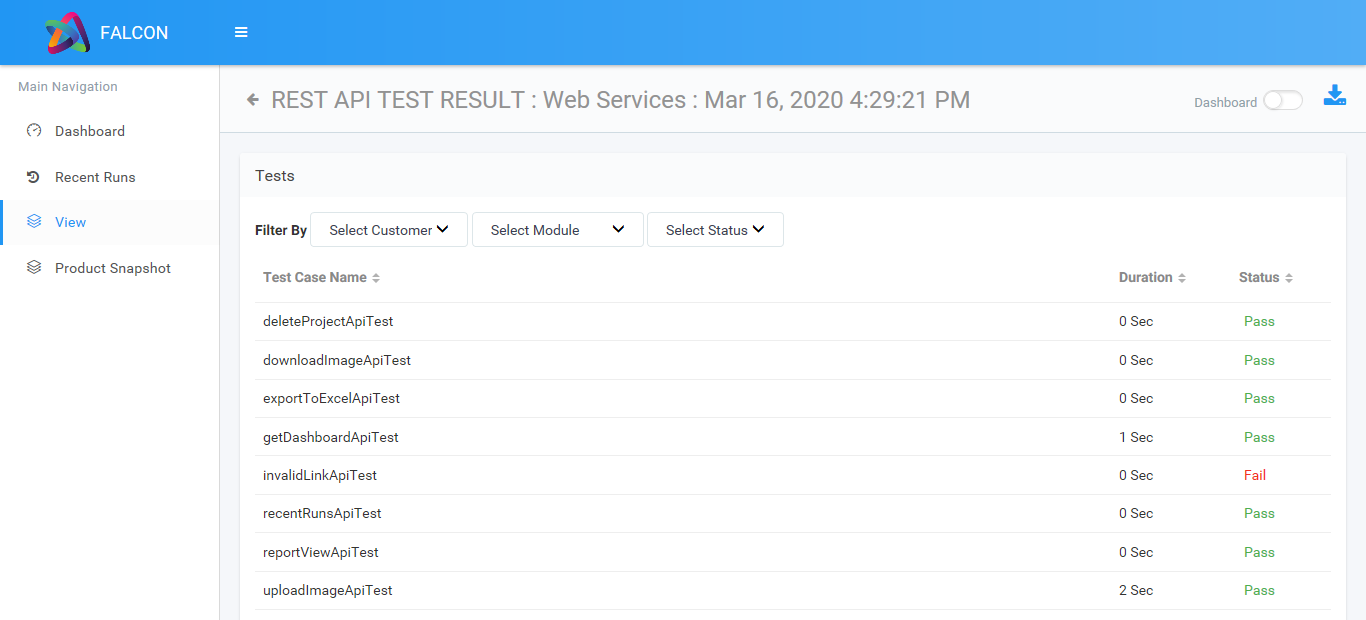 FALCON
Main Navigation
Dashboard
Recent Runs
View
Product Snapshot
REST API TEST RESULT : Web Services : Mar 16, 2020 4:29:21 PM
Dashboard
Tests
Filter By Select Customer Select Module Select Status
Test Case Name Duration Status
deleteProjectApiTest 0 Sec Pass
downloadImageApiTest 0 Sec Pass
exportToExcelApiTest 0 Sec Pass
getDashboardApiTest 1 Sec Pass
invalidLinkApiTest 0 Sec Fail
recentRunsApiTest 0 Sec Pass
reportViewApiTest 0 Sec Pass
uploadImageApiTest 2 Sec Pass